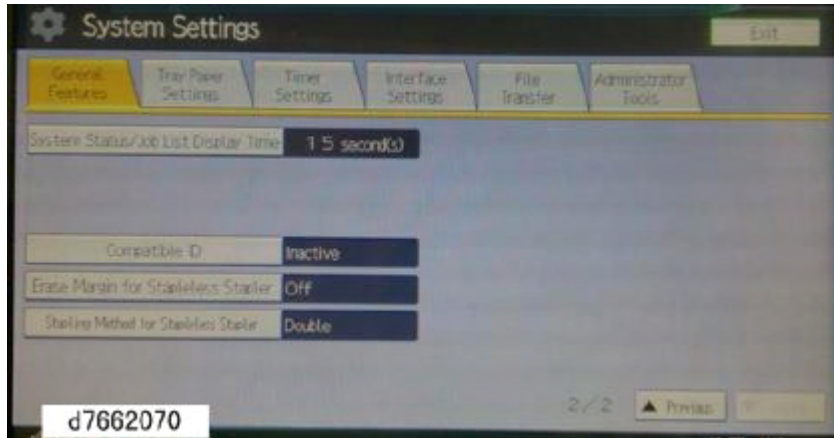 System Settings
Exit
General
Features
Tray Paper
Settings
Timer
Settings
Interface
Settings
File
Transfer
Administrator
Tools
System Status/Job List Display Time
15 second(s)
Compatible ID
Inactive
Erase Margin for Stapleless Stapler
Off
Stapling Method for Stapleless Stapler
Double
2/2
▲ Previous
d7662070